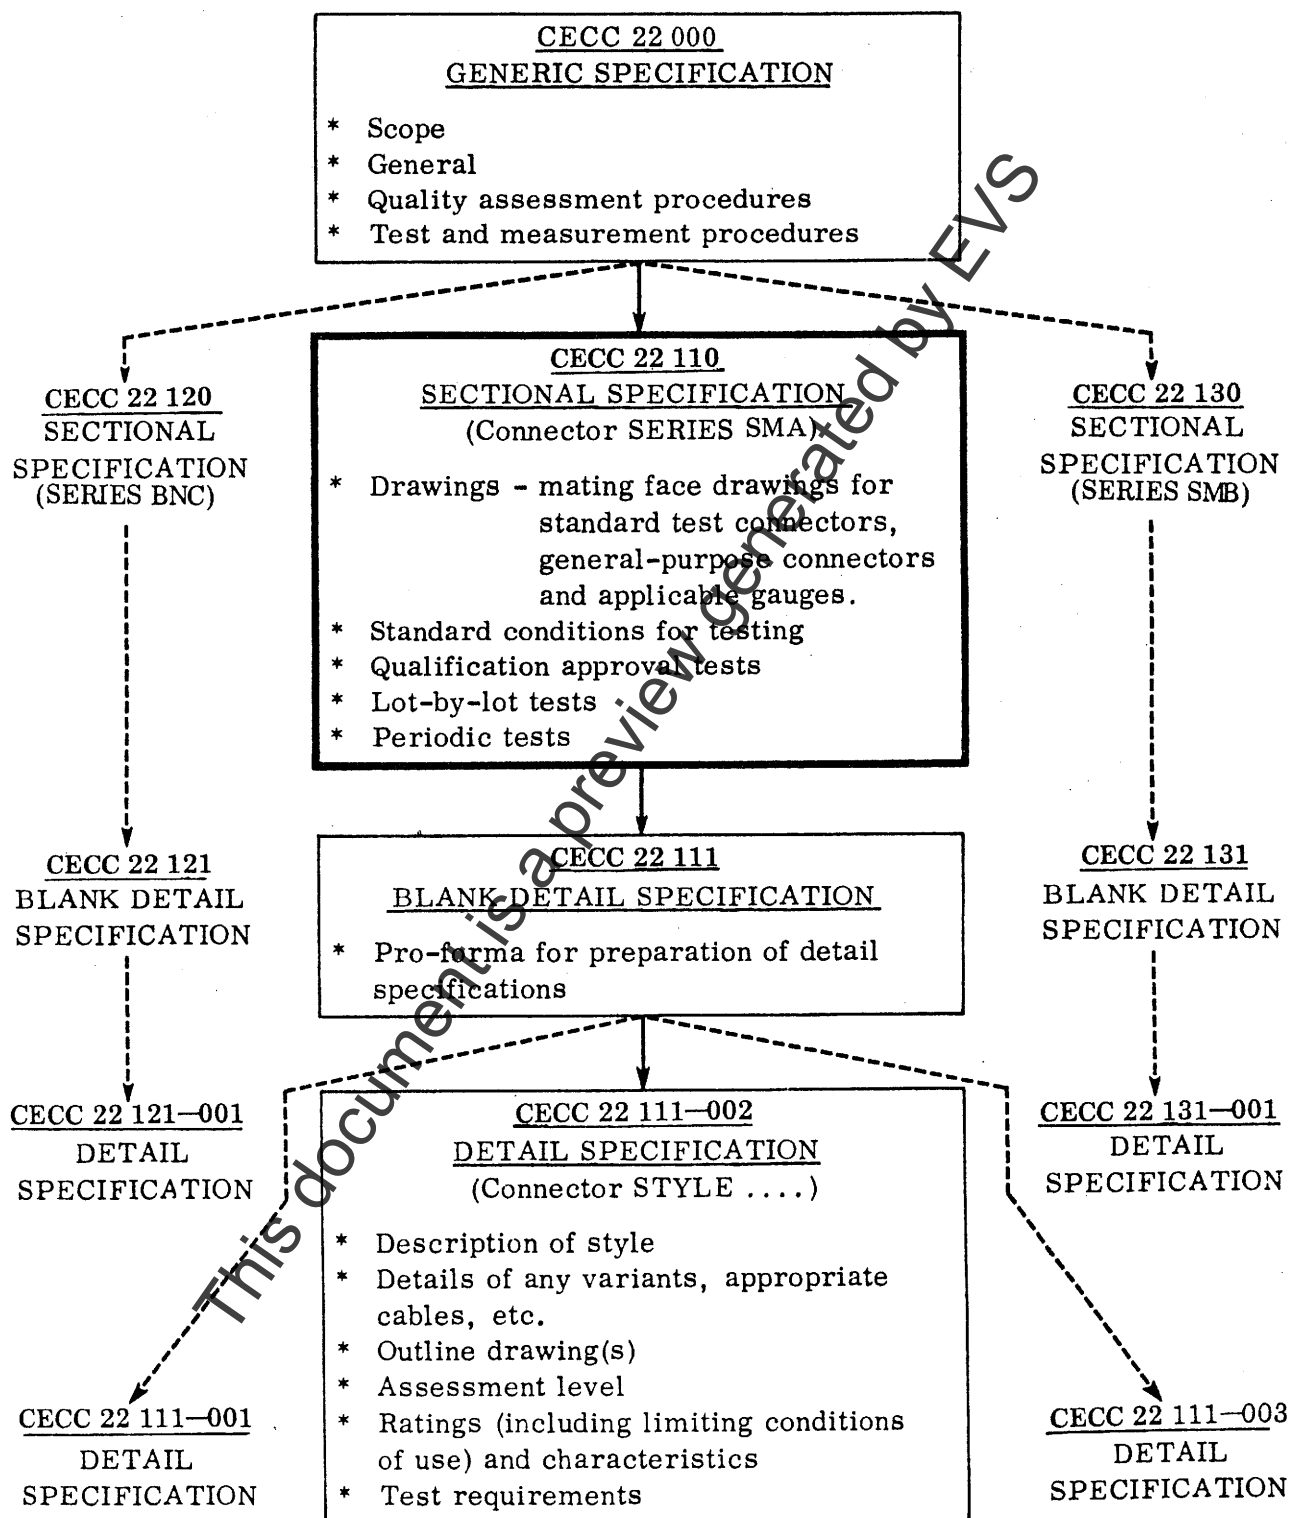 CECC 22 000
GENERIC SPECIFICATION
* Scope
* General
* Quality assessment procedures
* Test and measurement procedures
CECC 22 120
SECTIONAL
SPECIFICATION
(SERIES BNC)
CECC 22 110
SECTIONAL SPECIFICATION
(Connector SERIES SMA)
* Drawings - mating face drawings for
standard test connectors,
general-purpose connectors
and applicable gauges.
* Standard conditions for testing
* Qualification approval tests
* Lot-by-lot tests
* Periodic tests
CECC 22 130
SECTIONAL
SPECIFICATION
(SERIES SMB)
CECC 22 121
BLANK DETAIL
SPECIFICATION
CECC 22 111
BLANK DETAIL SPECIFICATION
* Pro-forma for preparation of detail
specifications
CECC 22 131
BLANK DETAIL
SPECIFICATION
CECC 22 121—001
DETAIL
SPECIFICATION
CECC 22 111—002
DETAIL SPECIFICATION
(Connector STYLE ....)
* Description of style
* Details of any variants, appropriate
cables, etc.
* Outline drawing(s)
* Assessment level
* Ratings (including limiting conditions
of use) and characteristics
* Test requirements
CECC 22 131—001
DETAIL
SPECIFICATION
CECC 22 111—001
DETAIL
SPECIFICATION
CECC 22 111—003
DETAIL
SPECIFICATION
This document is a preview generated by EVS